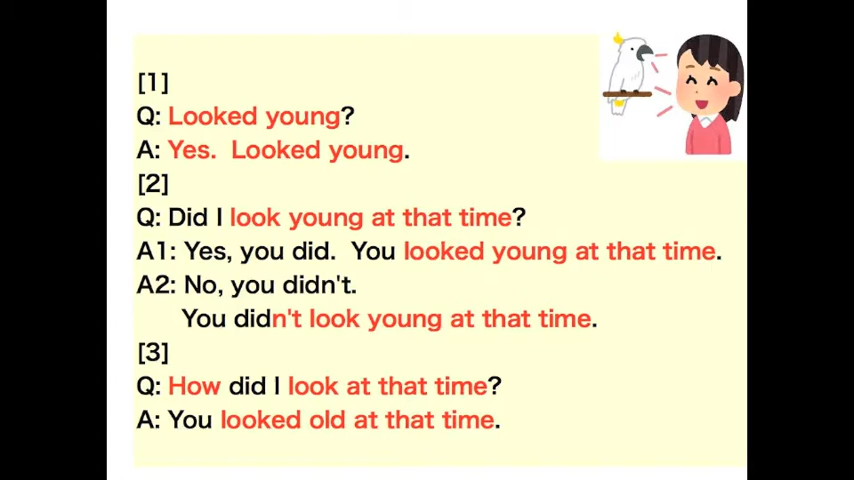 [1]
Q: Looked young?
A: Yes.  Looked young.
[2]
Q: Did I look young at that time?
A1: Yes, you did.  You looked young at that time.
A2: No, you didn't.
You didn't look young at that time.
[3]
Q: How did I look at that time?
A: You looked old at that time.